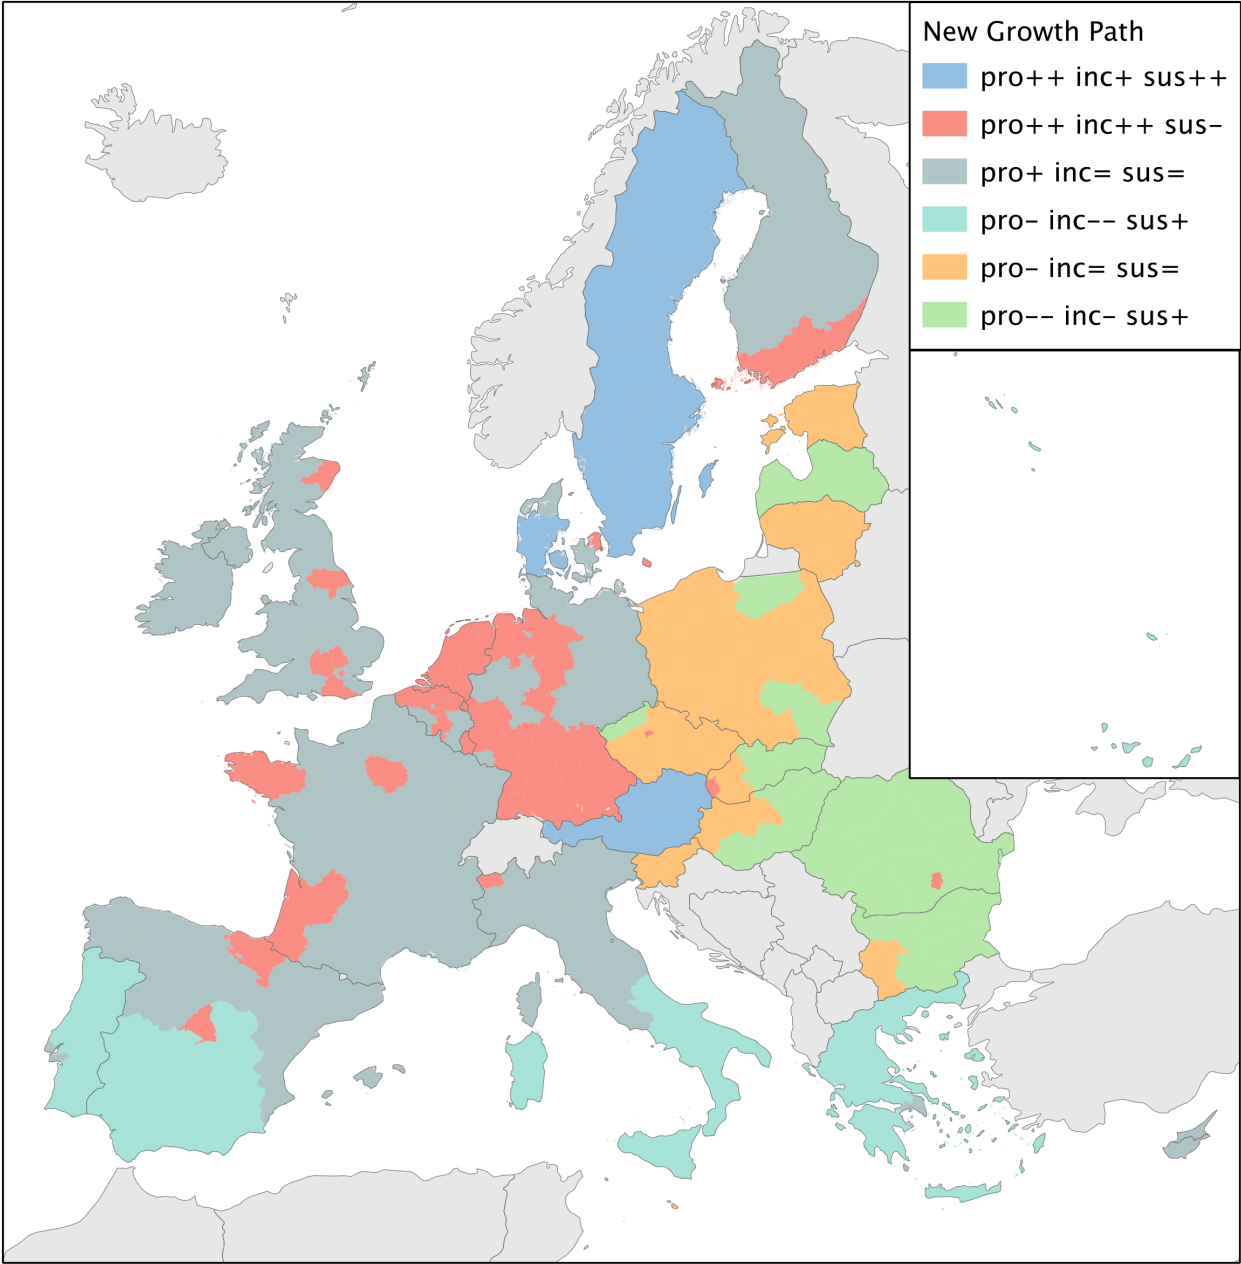 New Growth Path
pro++ inc+ sus++
pro++ inc++ sus-
pro+ inc= sus=
pro- inc-- sus+
pro- inc= sus=
pro-- inc- sus+